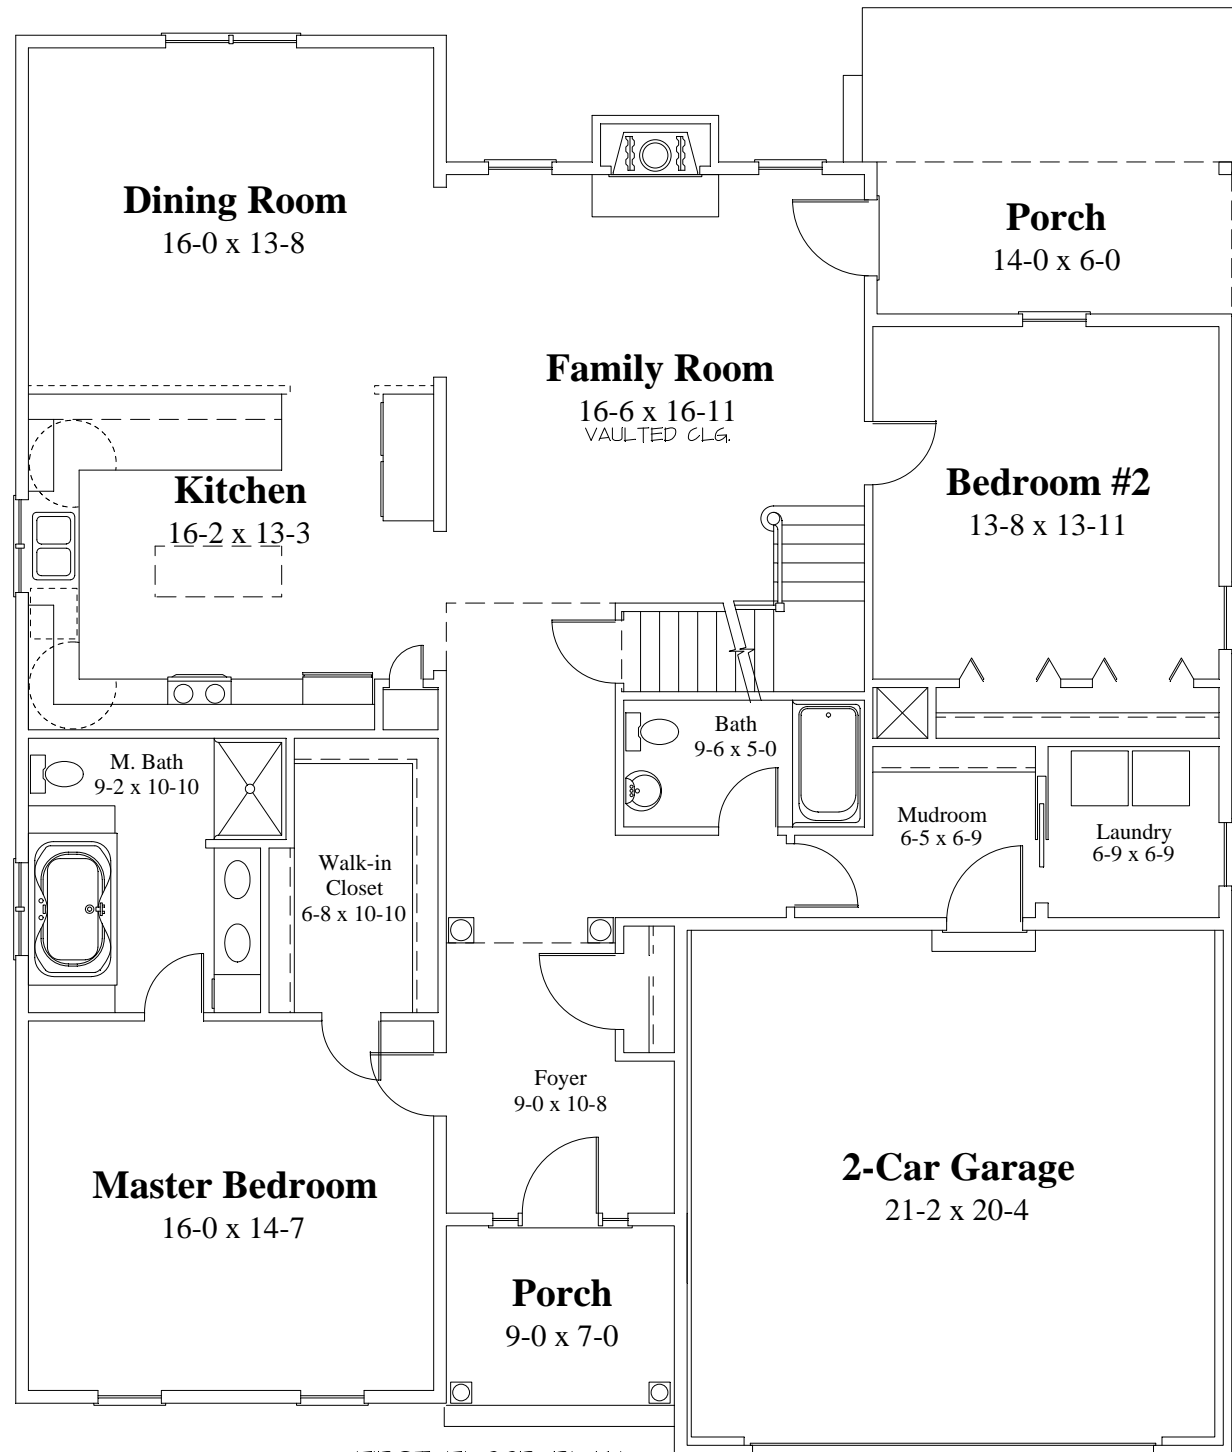 Dining Room
16-0 x 13-8
Porch
14-0 x 6-0
Family Room
16-6 x 16-11
VAULTED CLG.
Kitchen
16-2 x 13-3
Bedroom #2
13-8 x 13-11
Bath
9-6 x 5-0
M. Bath
9-2 x 10-10
Walk-in
Closet
6-8 x 10-10
Mudroom
6-5 x 6-9
Laundry
6-9 x 6-9
Foyer
9-0 x 10-8
Master Bedroom
16-0 x 14-7
2-Car Garage
21-2 x 20-4
Porch
9-0 x 7-0